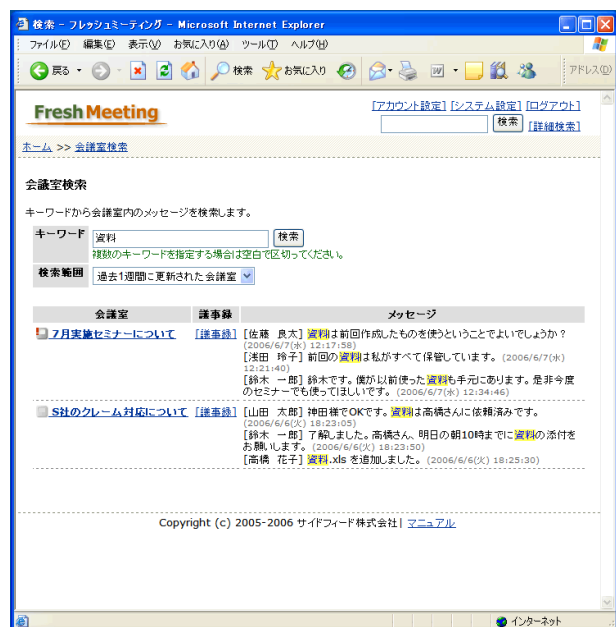 検索 - フレッシュミーティング - Microsoft Internet Explorer
ファイル(F) 編集(E) 表示(V) お気に入り(A) ツール(T) ヘルプ(H)
戻る 検索 お気に入り アドレス(D)
FreshMeeting
[アカウント設定] [システム設定] [ログアウト]
検索 [詳細検索]
ホーム >> 会議室検索
会議室検索
キーワードから会議室内のメッセージを検索します。
キーワード 資料 検索
複数のキーワードを指定する場合は空白で区切ってください。
検索範囲 過去1週間に更新された会議室
会議室 議事録 メッセージ
7月実施セミナーについて [議事録] [佐藤 良太] 資料は前回作成したものを使うということでよいでしょうか?
(2006/6/7(水) 12:17:58)
[浅田 玲子] 前回の資料は私がすべて保管しています。 (2006/6/7(水)
12:21:40)
[鈴木 一郎] 鈴木です。僕が以前使った資料も手元にあります。是非今度
のセミナーでも使ってほしいです。 (2006/6/7(水) 12:34:46)
S社のクレーム対応について [議事録] [山田 太郎] 神田様でOKです。資料は高橋さんに依頼済みです。
(2006/6/6(火) 18:23:05)
[鈴木 一郎] 了解しました。高橋さん、明日の朝10時までに資料の添付を
お願いします。 (2006/6/6(火) 18:23:50)
[高橋 花子] 資料.xls を追加しました。 (2006/6/6(火) 18:25:30)
Copyright (c) 2005-2006 サイドフィード株式会社| マニュアル
インターネット